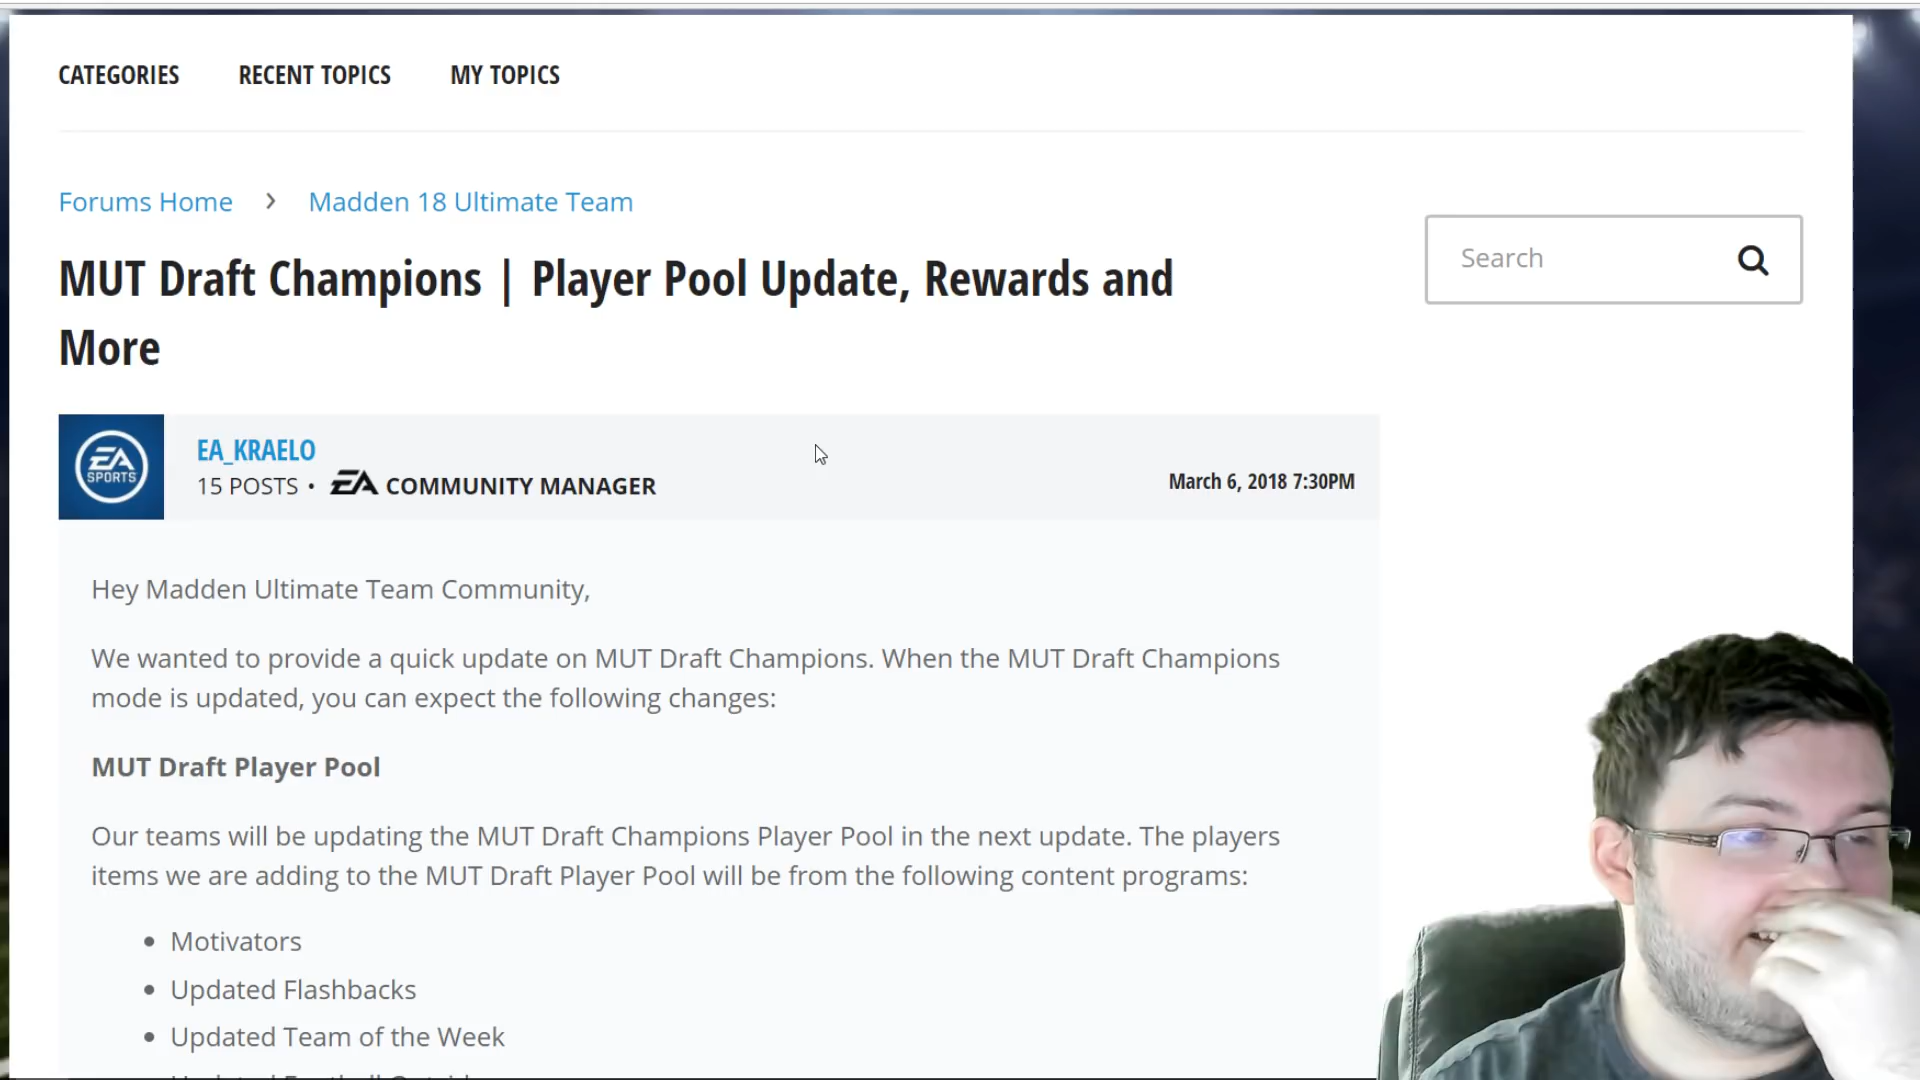 CATEGORIES RECENT TOPICS MY TOPICS
Forums Home > Madden 18 Ultimate Team
Search
MUT Draft Champions | Player Pool Update, Rewards and
More
EA SPORTS
EA_KRAELO
15 POSTS • EA COMMUNITY MANAGER
March 6, 2018 7:30PM
Hey Madden Ultimate Team Community,
We wanted to provide a quick update on MUT Draft Champions. When the MUT Draft Champions
mode is updated, you can expect the following changes:
MUT Draft Player Pool
Our teams will be updating the MUT Draft Champions Player Pool in the next update. The players
items we are adding to the MUT Draft Player Pool will be from the following content programs:
• Motivators
• Updated Flashbacks
• Updated Team of the Week